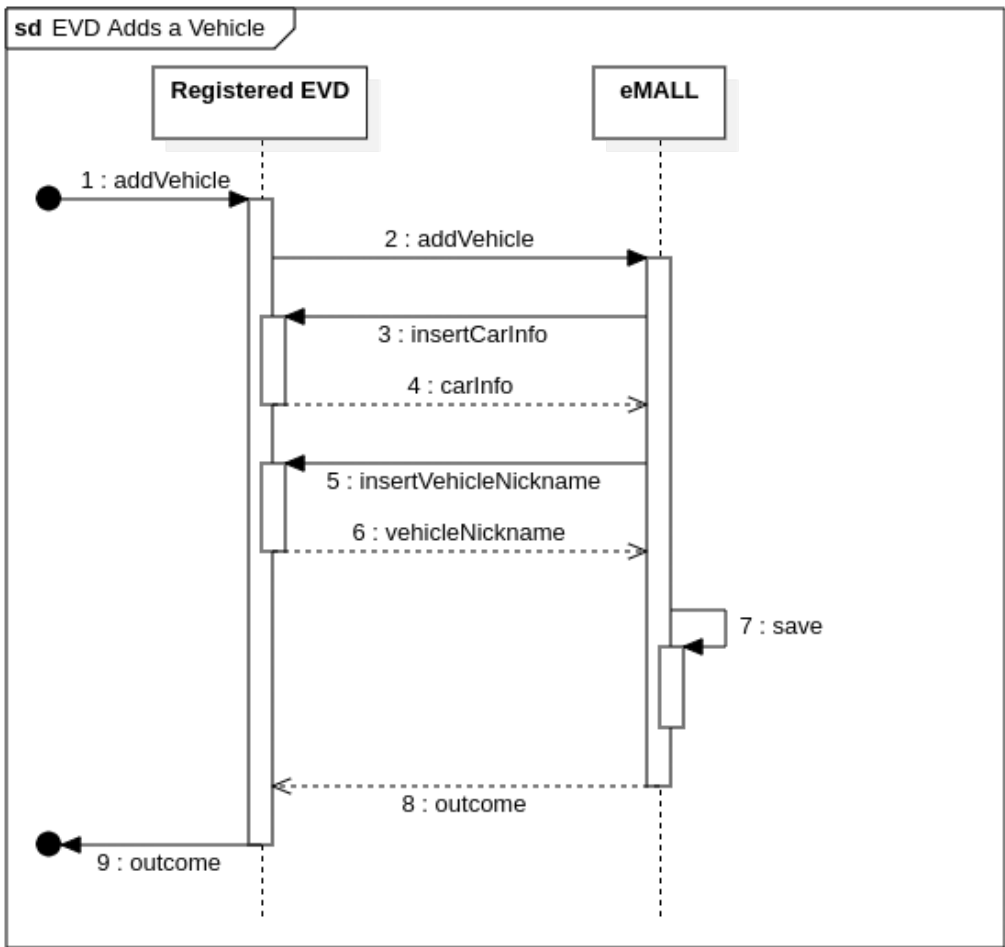 sd EVD Adds a Vehicle
Registered EVD
eMALL
1 : addVehicle
2 : addVehicle
3 : insertCarInfo
4 : carInfo
5 : insertVehicleNickname
6 : vehicleNickname
7 : save
8 : outcome
9 : outcome